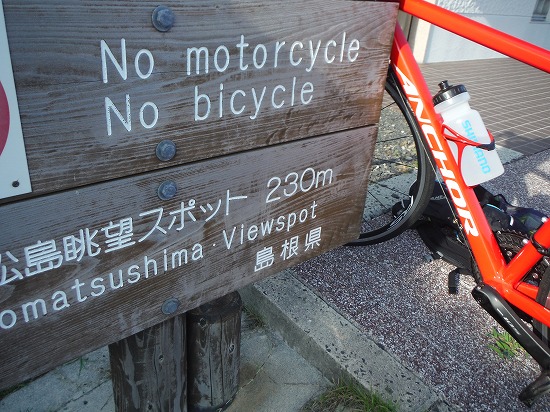 No motorcycle
No bicycle
松島眺望スポット 230m
omatsushima・Viewspot
島根県
ANCHOR
SHIMANO